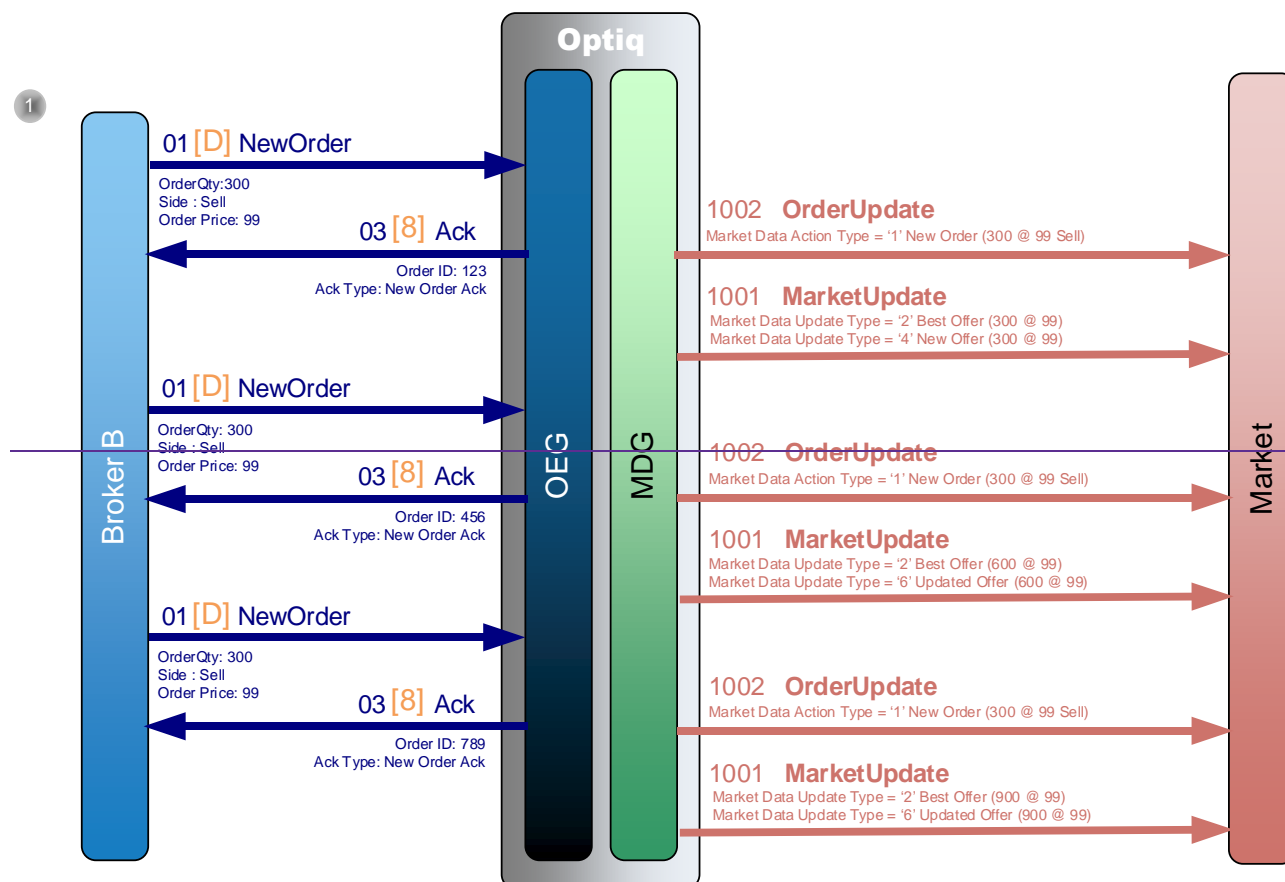 Optiq
1
01 [D] NewOrder
OrderQty:300
Side : Sell
Order Price: 99
03 [8] Ack
Order ID: 123
Ack Type: New Order Ack
1002 OrderUpdate
Market Data Action Type = ‘1’ New Order (300 @ 99 Sell)
1001 MarketUpdate
Market Data Update Type = ‘2’ Best Offer (300 @ 99)
Market Data Update Type = ‘4’ New Offer (300 @ 99)
01 [D] NewOrder
OrderQty: 300
Side : Sell
Order Price: 99
03 [8] Ack
Order ID: 456
Ack Type: New Order Ack
1002 OrderUpdate
Market Data Action Type = ‘1’ New Order (300 @ 99 Sell)
1001 MarketUpdate
Market Data Update Type = ‘2’ Best Offer (600 @ 99)
Market Data Update Type = ‘6’ Updated Offer (600 @ 99)
Broker B
OEG
MDG
Market
01 [D] NewOrder
OrderQty: 300
Side : Sell
Order Price: 99
03 [8] Ack
Order ID: 789
Ack Type: New Order Ack
1002 OrderUpdate
Market Data Action Type = ‘1’ New Order (300 @ 99 Sell)
1001 MarketUpdate
Market Data Update Type = ‘2’ Best Offer (900 @ 99)
Market Data Update Type = ‘6’ Updated Offer (900 @ 99)